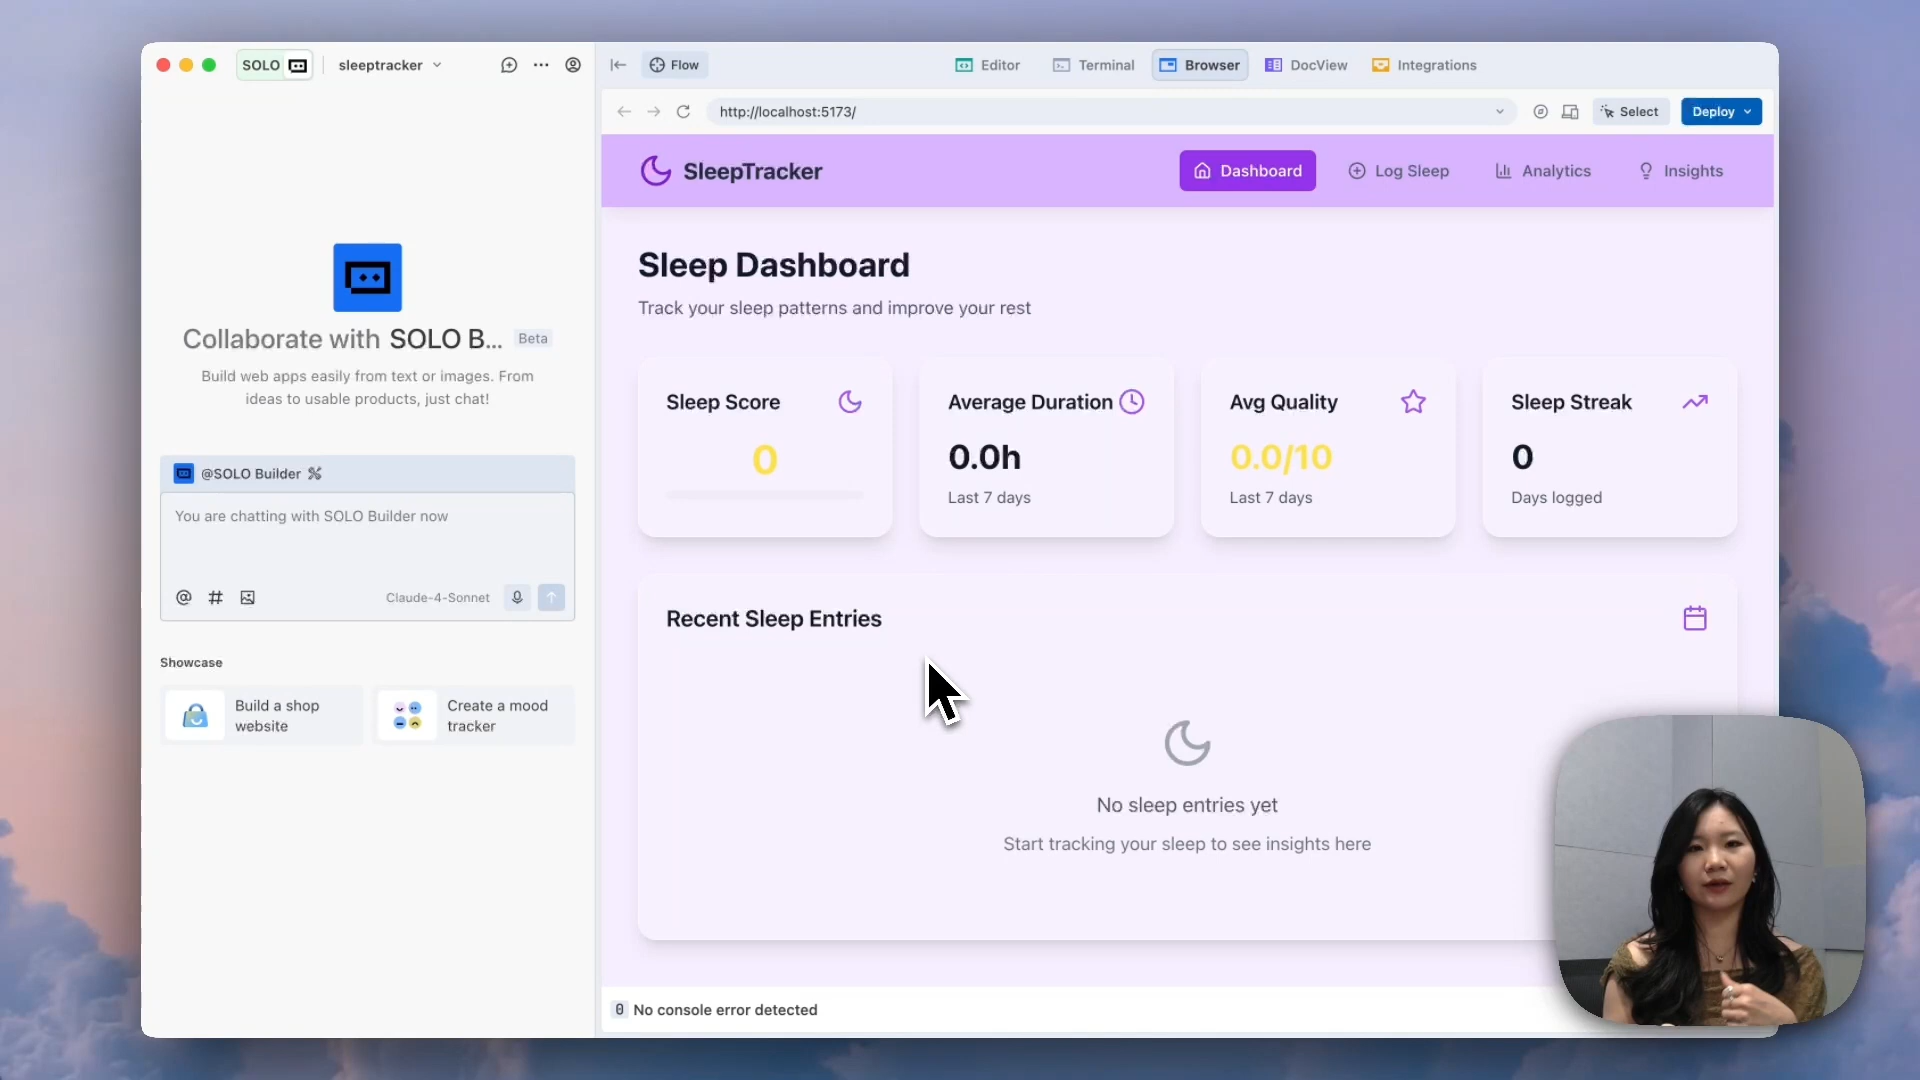 SOLO
sleeptracker
Flow
Editor
Terminal
Browser
DocView
Integrations
http://localhost:5173/
Select
Deploy
Collaborate with SOLO B...
Beta
Build web apps easily from text or images. From
ideas to usable products, just chat!
@SOLO Builder
You are chatting with SOLO Builder now
Claude-4-Sonnet
Showcase
Build a shop
website
Create a mood
tracker
SleepTracker
Dashboard
Log Sleep
Analytics
Insights
Sleep Dashboard
Track your sleep patterns and improve your rest
Sleep Score
0
Average Duration
0.0h
Last 7 days
Avg Quality
0.0/10
Last 7 days
Sleep Streak
0
Days logged
Recent Sleep Entries
No sleep entries yet
Start tracking your sleep to see insights here
0 No console error detected